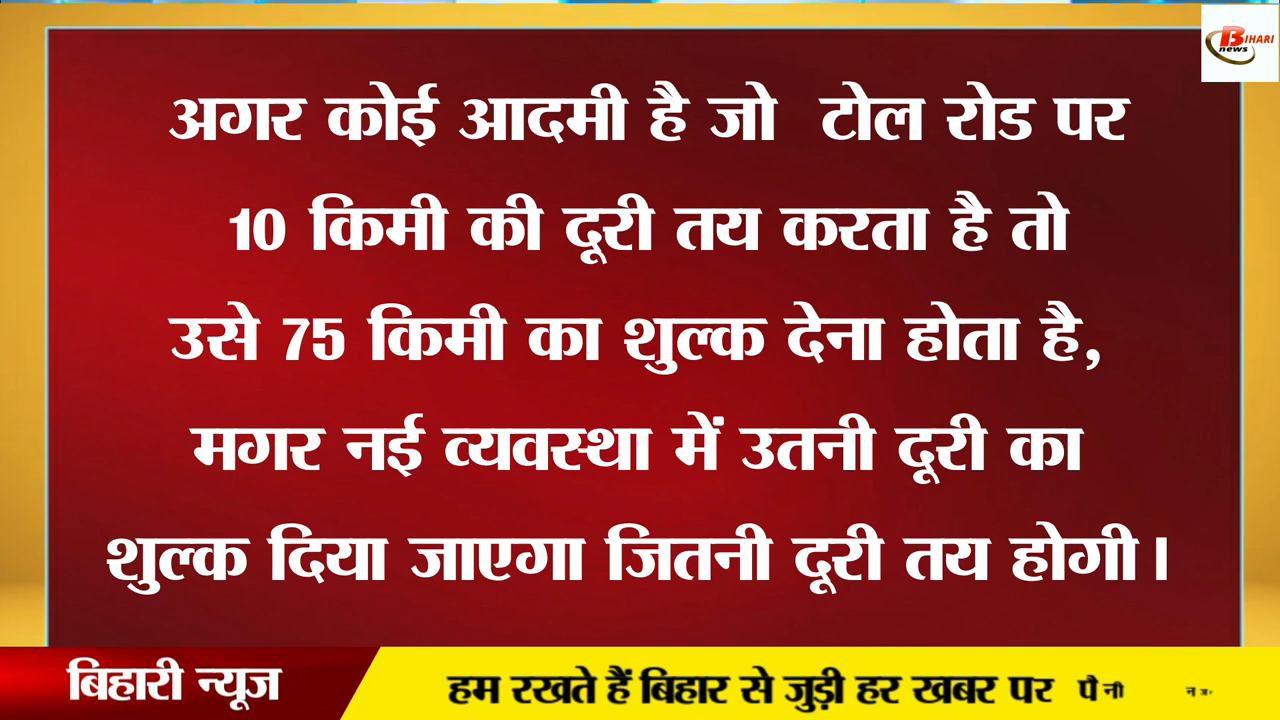 BIHARI
news
अगर कोई आदमी है जो टोल रोड पर
10 किमी की दूरी तय करता है तो
उसे 75 किमी का शुल्क देना होता है,
मगर नई व्यवस्था में उतनी दूरी का
शुल्क दिया जाएगा जितनी दूरी तय होगी।
बिहारी न्यूज
हम रखते हैं बिहार से जुड़ी हर खबर पर पैनी